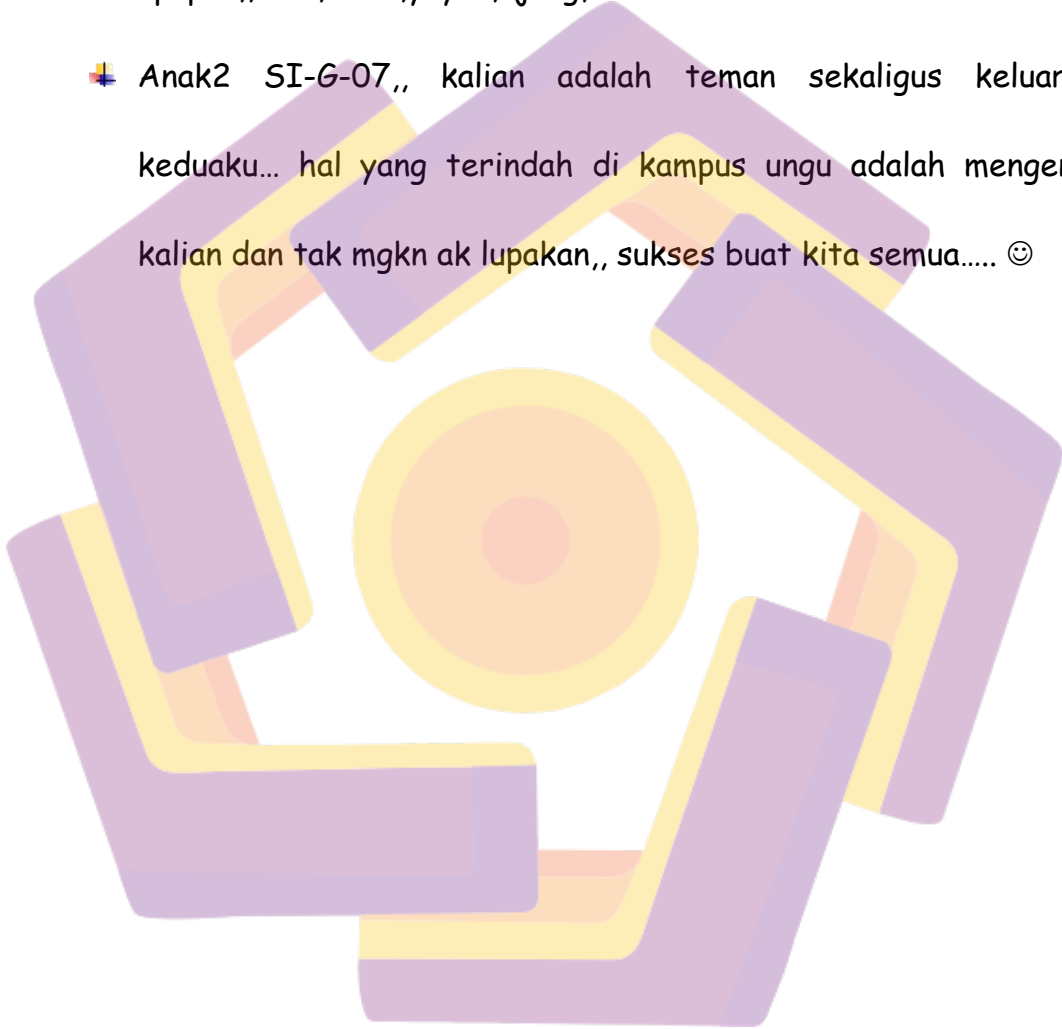 Anak2 SI-G-07,, kalian adalah teman sekaligus keluar
keduaku... hal yang terindah di kampus ungu adalah menge
kalian dan tak mgkn ak lupakan,, sukses buat kita semua..... ☺